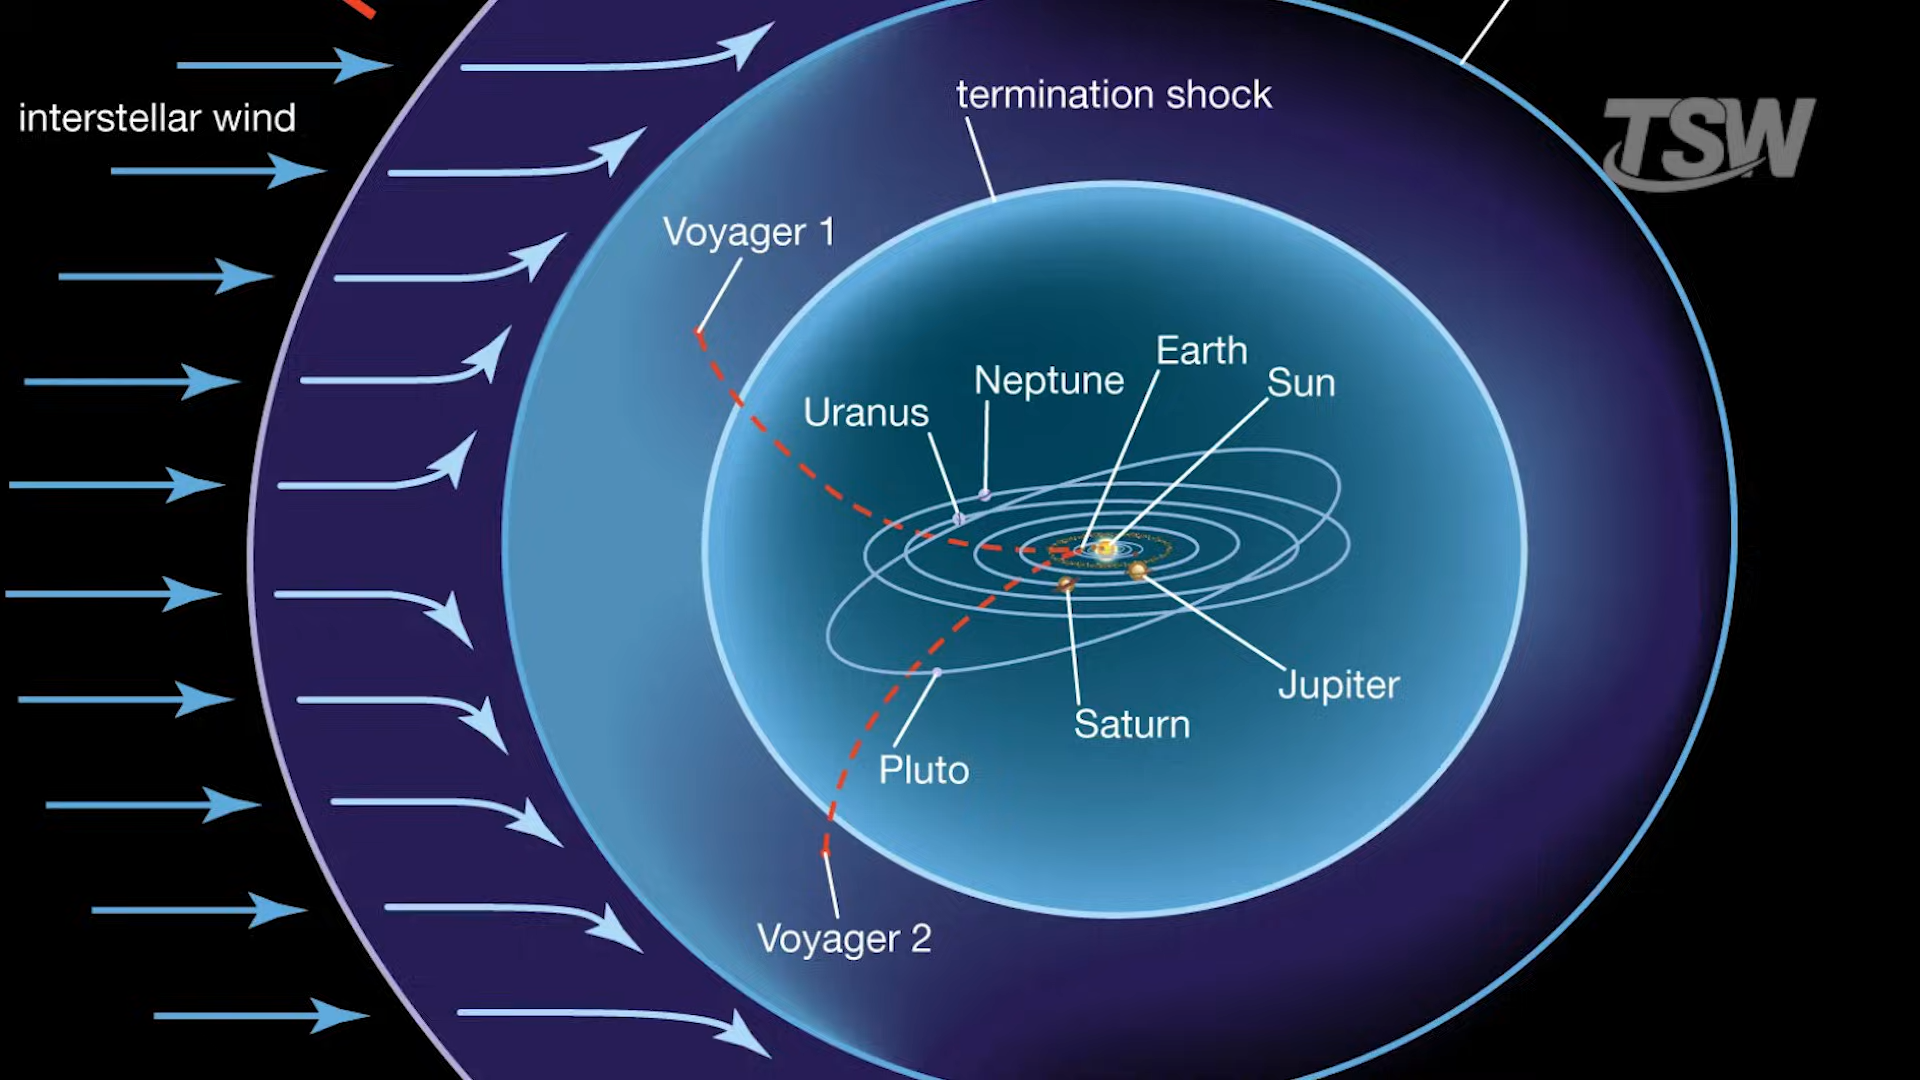 termination shock
TSW
interstellar wind
Voyager 1
Earth
Neptune
Sun
Uranus
Jupiter
Saturn
Pluto
Voyager 2